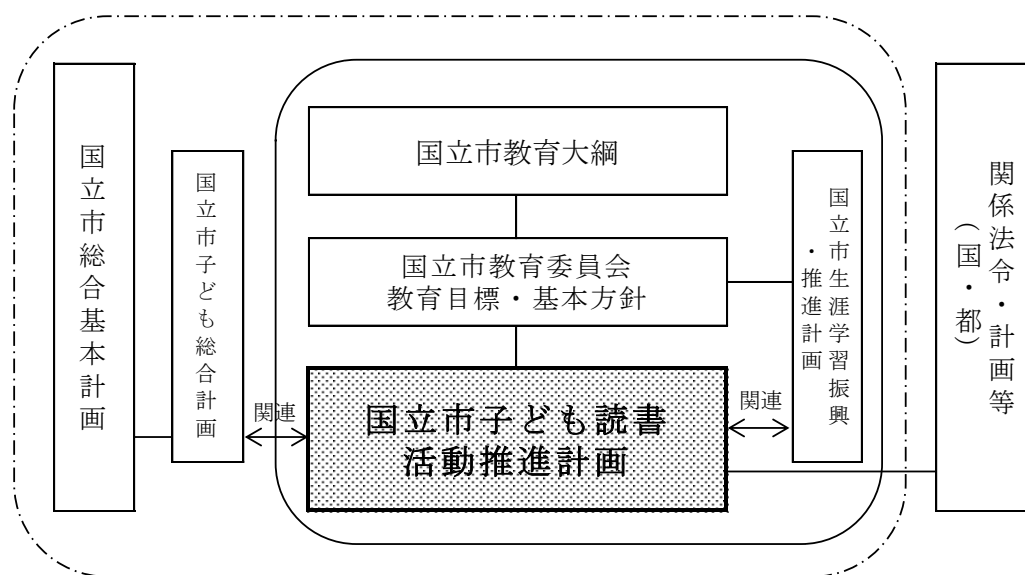 国立市総合基本計画
国立市子ども総合計画
国立市教育大綱
国立市教育委員会
教育目標・基本方針
関連
国立市子ども読書
活動推進計画
関連
国立市生涯学習振興
・推進計画
関係法令・計画等
（国・都）